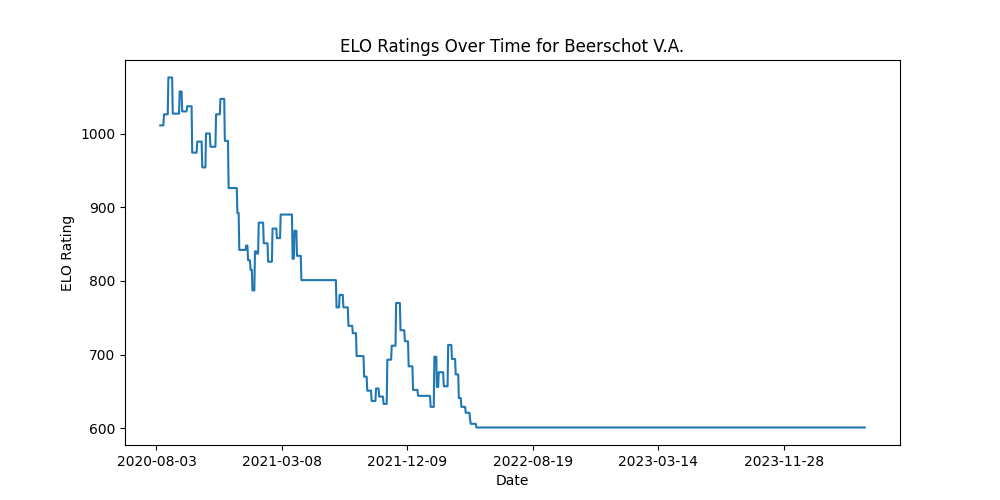 ELO Ratings Over Time for Beerschot V.A.
ELO Rating
1000
900
800
700
600
2020-08-03 2021-03-08 2021-12-09 2022-08-19 2023-03-14 2023-11-28
Date